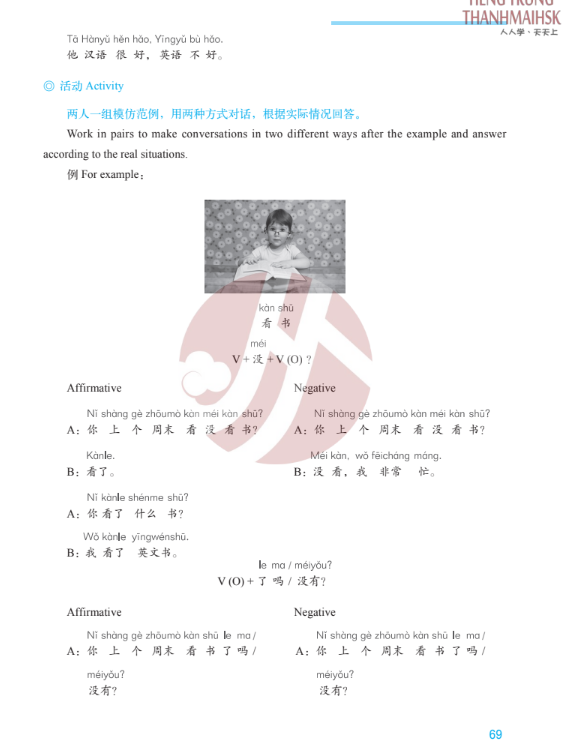 TIENG TRUNG
THANHMAIHSK
人人学、天天上
Tā Hànyǔ hěn hǎo, Yīngyǔ bù hǎo.
他 汉语 很 好，英语 不 好。
◎ 活动 Activity
两人一组模仿范例，用两种方式对话，根据实际情况回答。
Work in pairs to make conversations in two different ways after the example and answer
according to the real situations.
例 For example：
kàn shū
看 书
méi
V + 没 + V (O) ？
Affirmative Negative
Nǐ shàng gè zhōumò kàn méi kàn shū? Nǐ shàng gè zhōumò kàn méi kàn shū?
A：你 上 个 周末 看 没 看 书？ A：你 上 个 周末 看 没 看 书？
Kànle. Méi kàn, wǒ fēicháng máng.
B：看了。 B：没 看，我 非常 忙。
Nǐ kànle shénme shū?
A：你 看了 什么 书？
Wǒ kànle yīngwénshū.
B：我 看了 英文书。
le ma / méiyǒu?
V (O) + 了 吗 / 没有？
Affirmative Negative
Nǐ shàng gè zhōumò kàn shū le ma / Nǐ shàng gè zhōumò kàn shū le ma /
A：你 上 个 周末 看 书 了 吗 / A：你 上 个 周末 看 书 了 吗 /
méiyǒu? méiyǒu?
没有？ 没有？
69